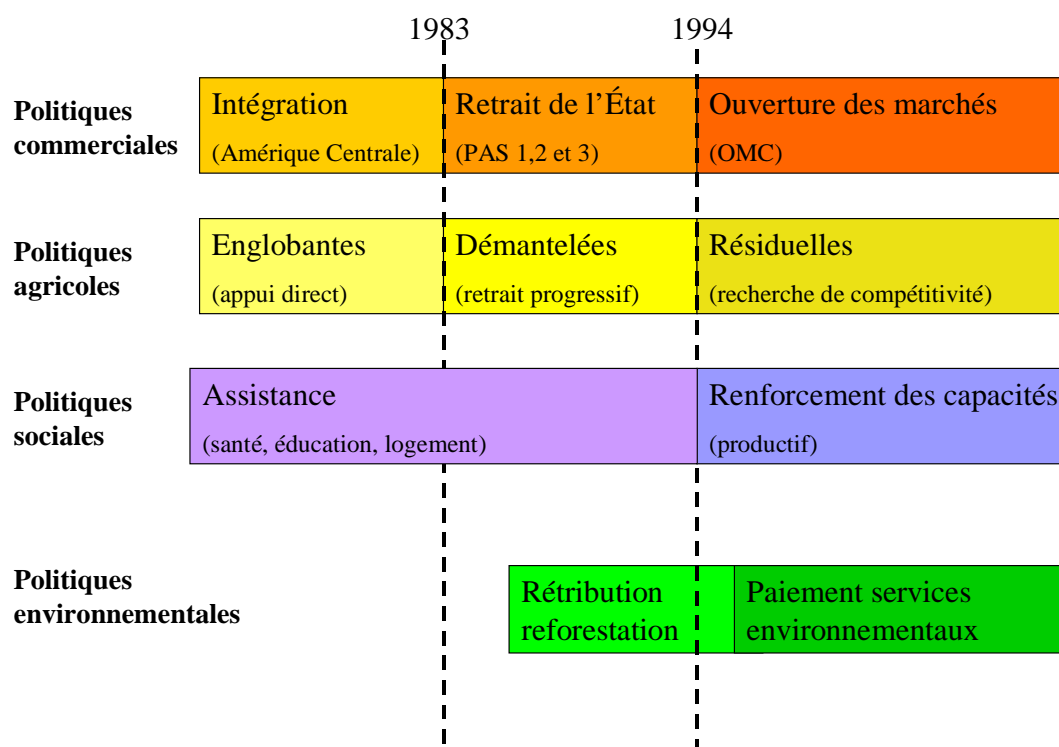 1983
1994
Politiques
commerciales
Intégration
(Amérique Centrale)
Retrait de l'État
(PAS 1,2 et 3)
Ouverture des marchés
(OMC)
Politiques
agricoles
Englobantes
(appui direct)
Démantelées
(retrait progressif)
Résiduelles
(recherche de compétitivité)
Politiques
sociales
Assistance
(santé, éducation, logement)
Renforcement des capacités
(productif)
Politiques
environnementales
Rétribution
reforestation
Paiement services
environnementaux